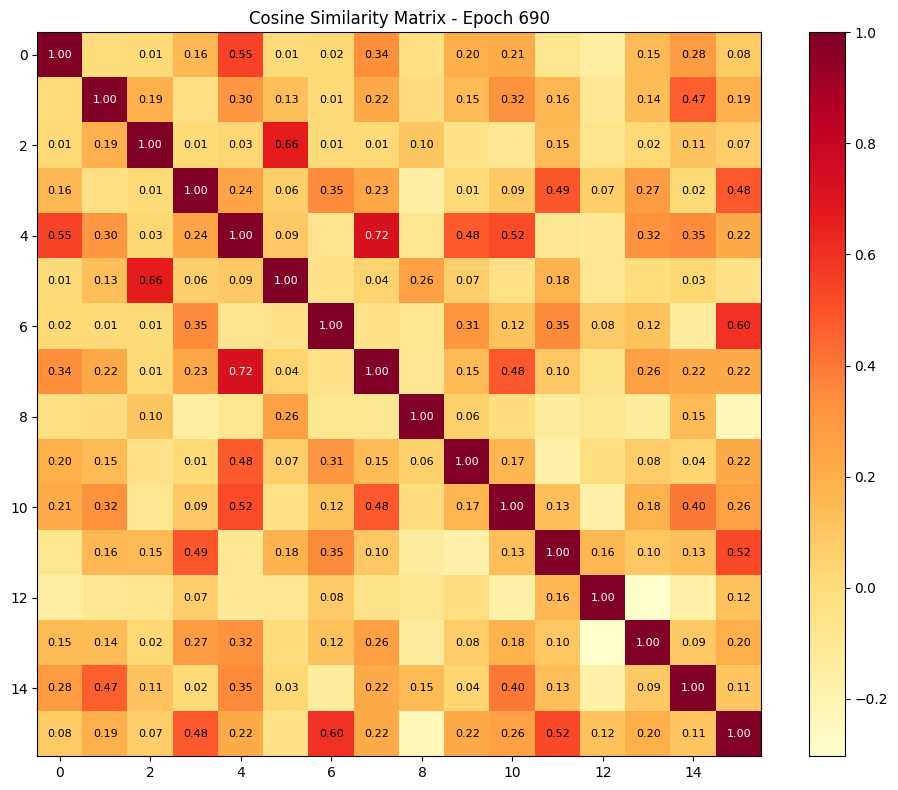 Cosine Similarity Matrix - Epoch 690
0 1.00 0.01 0.16 0.55 0.01 0.02 0.34 0.20 0.21 0.15 0.28 0.08
1.00 0.19 0.30 0.13 0.01 0.22 0.15 0.32 0.16 0.14 0.47 0.19
2 0.01 0.19 1.00 0.01 0.03 0.66 0.01 0.01 0.10 0.15 0.02 0.11 0.07
0.16 0.01 1.00 0.24 0.06 0.35 0.23 0.01 0.09 0.49 0.07 0.27 0.02 0.48
4 0.55 0.30 0.03 0.24 1.00 0.09 0.72 0.48 0.52 0.32 0.35 0.22
0.01 0.13 0.66 0.06 0.09 1.00 0.04 0.26 0.07 0.18 0.03
6 0.02 0.01 0.01 0.35 1.00 0.31 0.12 0.35 0.08 0.12 0.60
0.34 0.22 0.01 0.23 0.72 0.04 1.00 0.15 0.48 0.10 0.26 0.22 0.22
8 0.10 0.26 1.00 0.06 0.15
0.20 0.15 0.01 0.48 0.07 0.31 0.15 0.06 1.00 0.17 0.08 0.04 0.22
10 0.21 0.32 0.09 0.52 0.12 0.48 0.17 1.00 0.13 0.18 0.40 0.26
0.16 0.15 0.49 0.18 0.35 0.10 0.13 1.00 0.16 0.10 0.13 0.52
12 0.07 0.08 0.16 1.00 0.12
0.15 0.14 0.02 0.27 0.32 0.12 0.26 0.08 0.18 0.10 1.00 0.09 0.20
14 0.28 0.47 0.11 0.02 0.35 0.03 0.22 0.15 0.04 0.40 0.13 0.09 1.00 0.11
0.08 0.19 0.07 0.48 0.22 0.60 0.22 0.22 0.26 0.52 0.12 0.20 0.11 1.00
0 2 4 6 8 10 12 14
1.0
0.8
0.6
0.4
0.2
0.0
−0.2